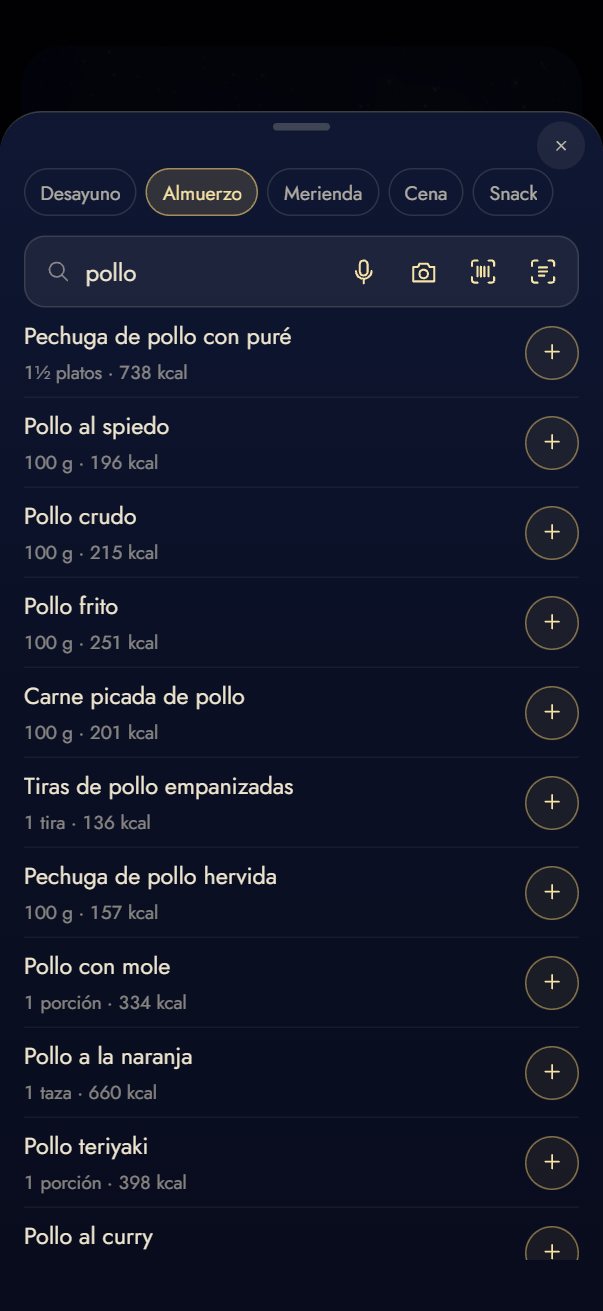 Desayuno
Almuerzo
Merienda
Cena
Snack
pollo
Pechuga de pollo con puré
1½ platos · 738 kcal
Pollo al spiedo
100 g · 196 kcal
Pollo crudo
100 g · 215 kcal
Pollo frito
100 g · 251 kcal
Carne picada de pollo
100 g · 201 kcal
Tiras de pollo empanizadas
1 tira · 136 kcal
Pechuga de pollo hervida
100 g · 157 kcal
Pollo con mole
1 porción · 334 kcal
Pollo a la naranja
1 taza · 660 kcal
Pollo teriyaki
1 porción · 398 kcal
Pollo al curry